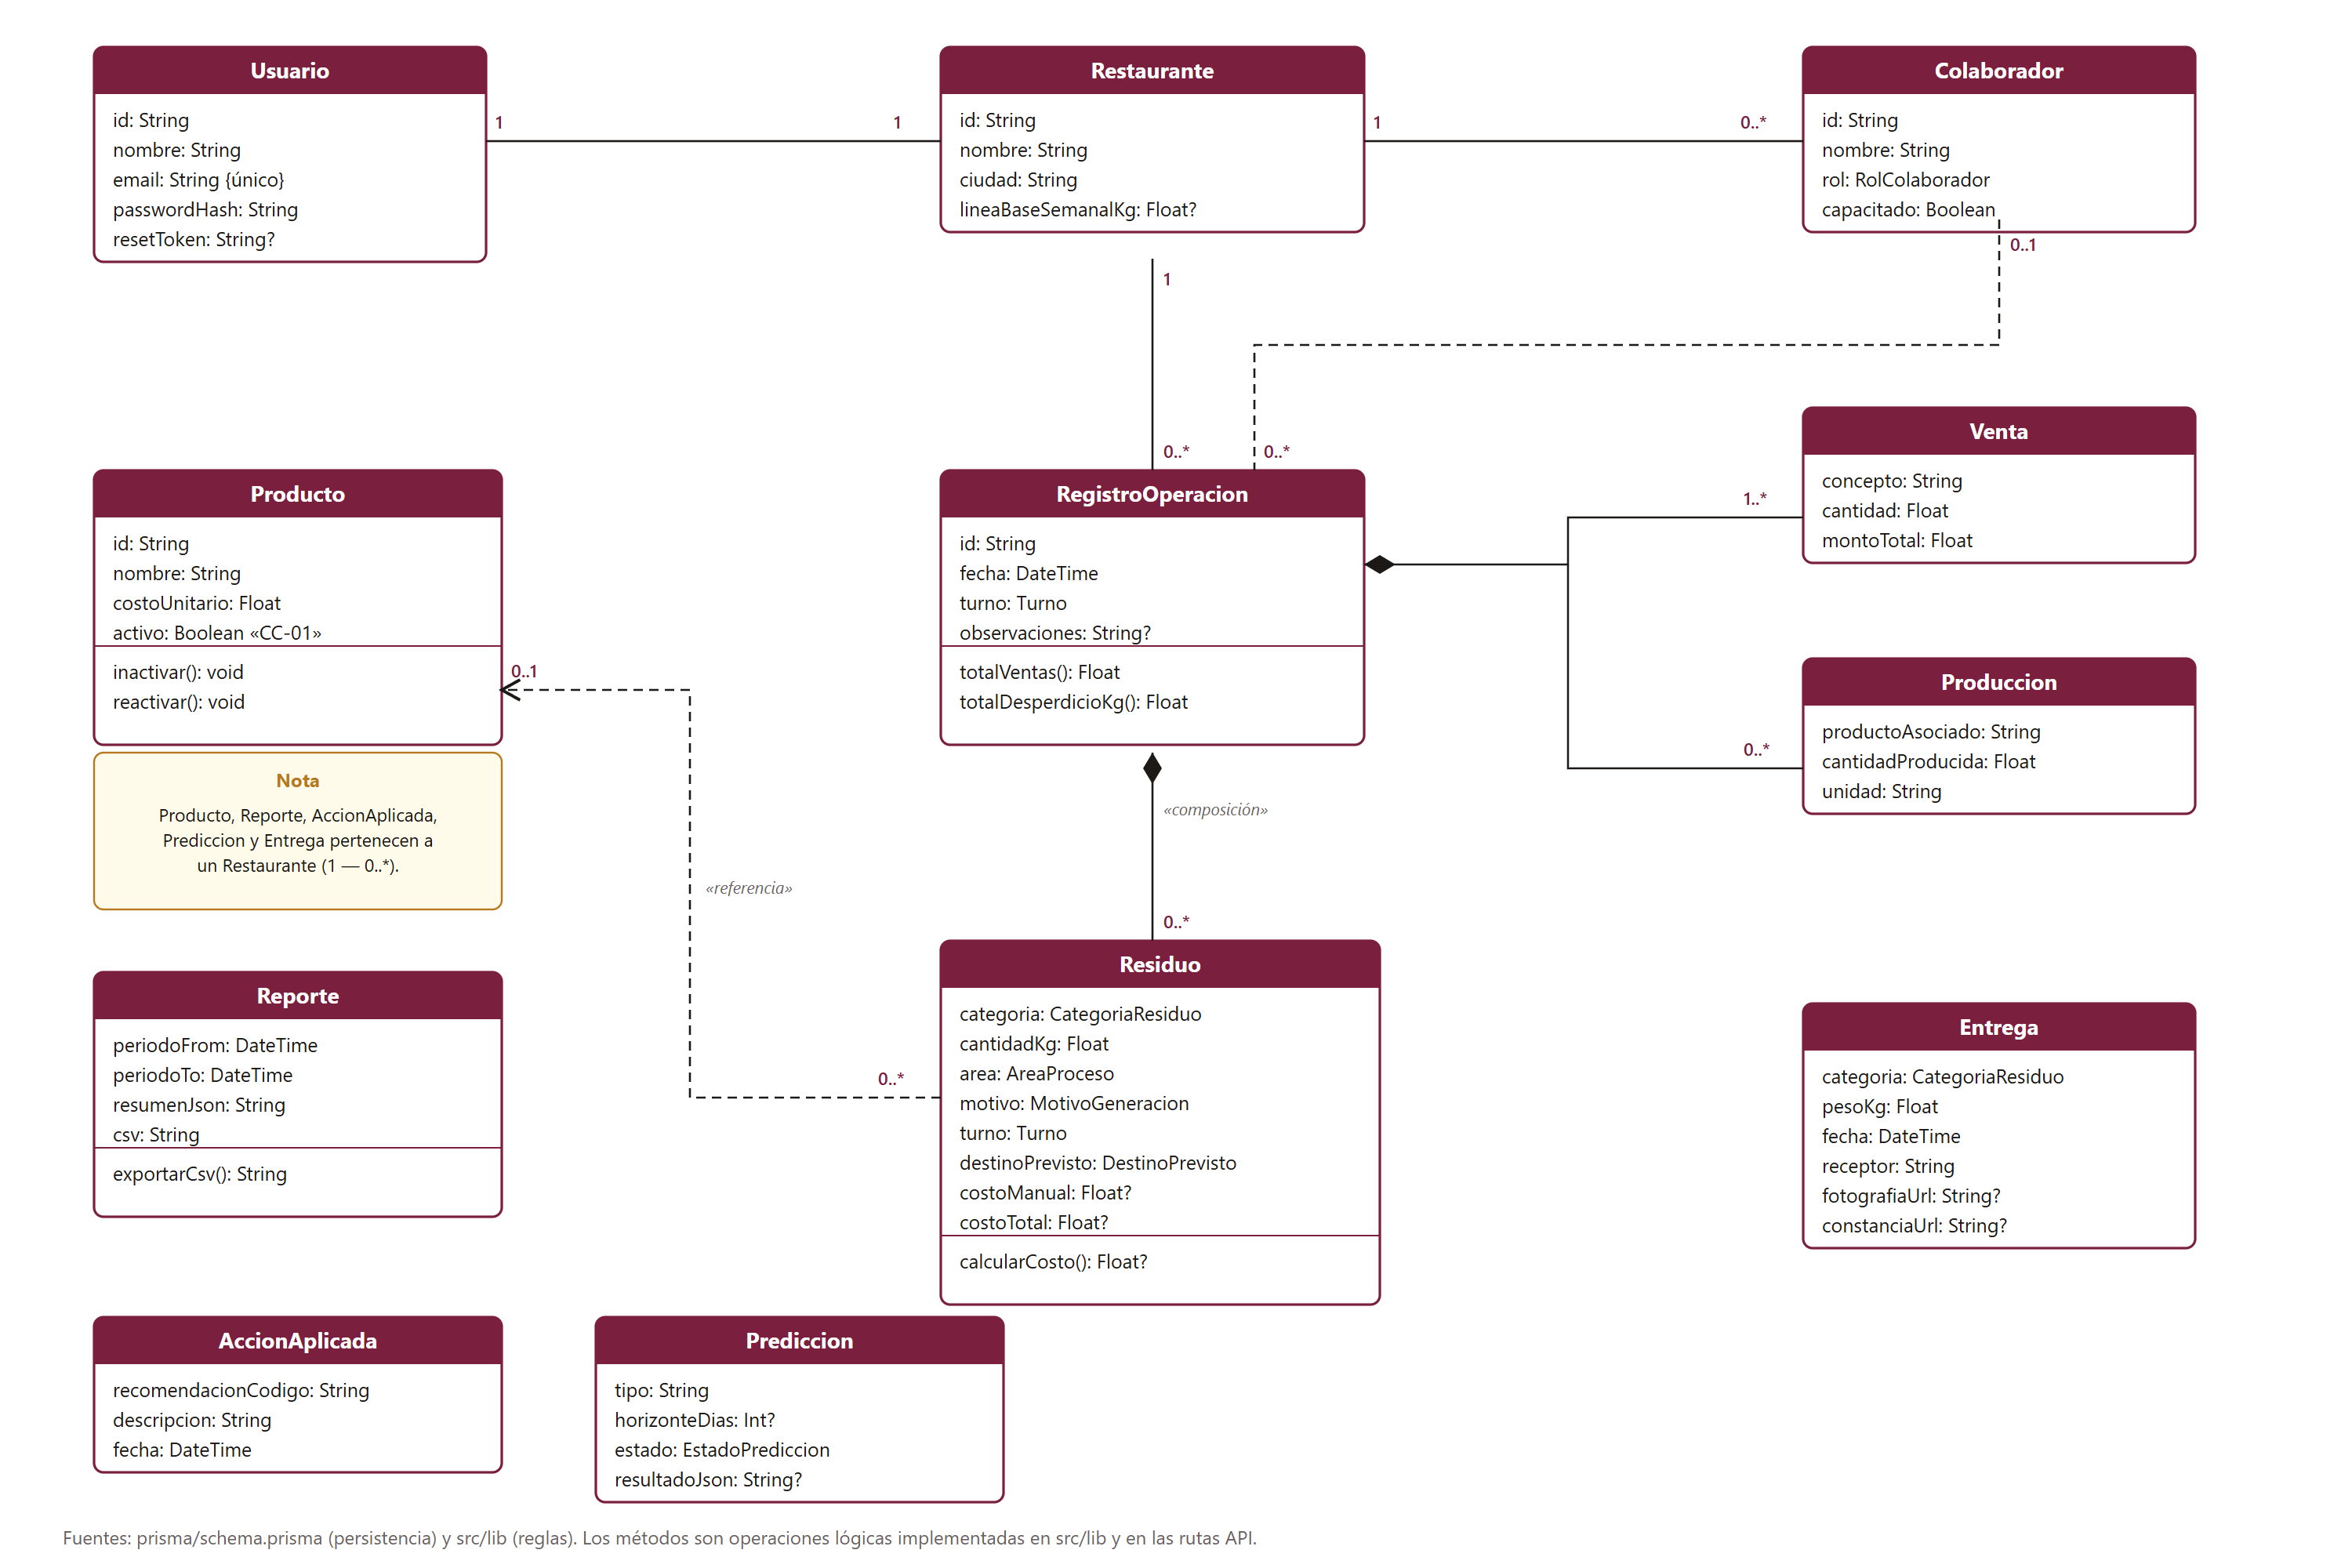 Usuario
id: String
nombre: String
email: String {único}
passwordHash: String
resetToken: String?
1
1
Restaurante
id: String
nombre: String
ciudad: String
lineaBaseSemanalKg: Float?
1
0..*
Colaborador
id: String
nombre: String
rol: RolColaborador
capacitado: Boolean
0..1
1
0..*
0..*
Producto
id: String
nombre: String
costoUnitario: Float
activo: Boolean «CC-01»
inactivar(): void
reactivar(): void
0..1
Nota
Producto, Reporte, AccionAplicada,
Prediccion y Entrega pertenecen a
un Restaurante (1 — 0..*).
RegistroOperacion
id: String
fecha: DateTime
turno: Turno
observaciones: String?
totalVentas(): Float
totalDesperdicioKg(): Float
1..*
Venta
concepto: String
cantidad: Float
montoTotal: Float
0..*
Produccion
productoAsociado: String
cantidadProducida: Float
unidad: String
«composición»
«referencia»
0..*
0..*
Reporte
periodoFrom: DateTime
periodoTo: DateTime
resumenJson: String
csv: String
exportarCsv(): String
Residuo
categoria: CategoriaResiduo
cantidadKg: Float
area: AreaProceso
motivo: MotivoGeneracion
turno: Turno
destinoPrevisto: DestinoPrevisto
costoManual: Float?
costoTotal: Float?
calcularCosto(): Float?
Entrega
categoria: CategoriaResiduo
pesoKg: Float
fecha: DateTime
receptor: String
fotografiaUrl: String?
constanciaUrl: String?
AccionAplicada
recomendacionCodigo: String
descripcion: String
fecha: DateTime
Prediccion
tipo: String
horizonteDias: Int?
estado: EstadoPrediccion
resultadoJson: String?
Fuentes: prisma/schema.prisma (persistencia) y src/lib (reglas). Los métodos son operaciones lógicas implementadas en src/lib y en las rutas API.